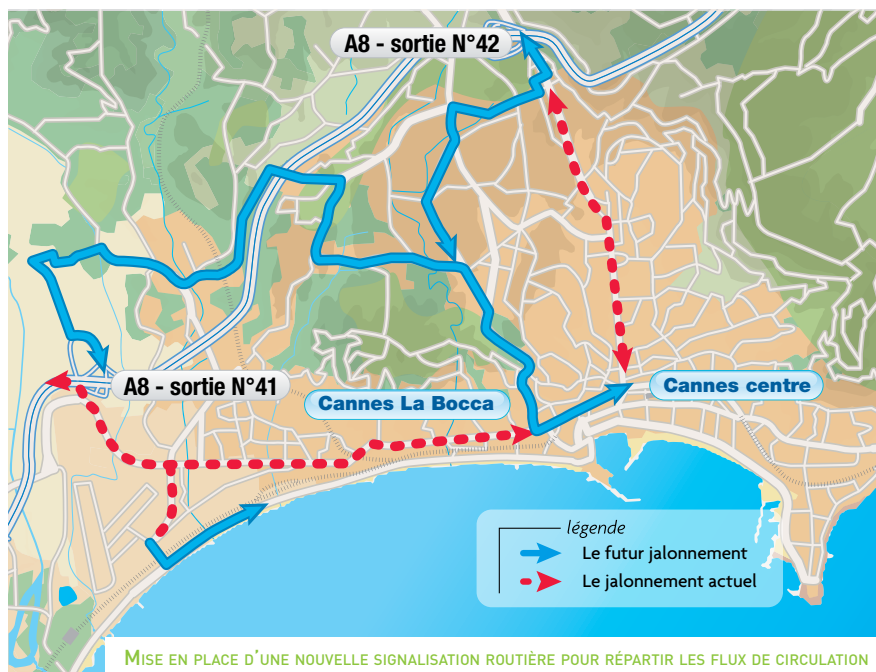 A8 - sortie N°42
A8 - sortie N°41
Cannes La Bocca
Cannes centre
légende
Le futur jalonnement
Le jalonnement actuel
MISE EN PLACE D'UNE NOUVELLE SIGNALISATION ROUTIÈRE POUR RÉPARTIR LES FLUX DE CIRCULATION